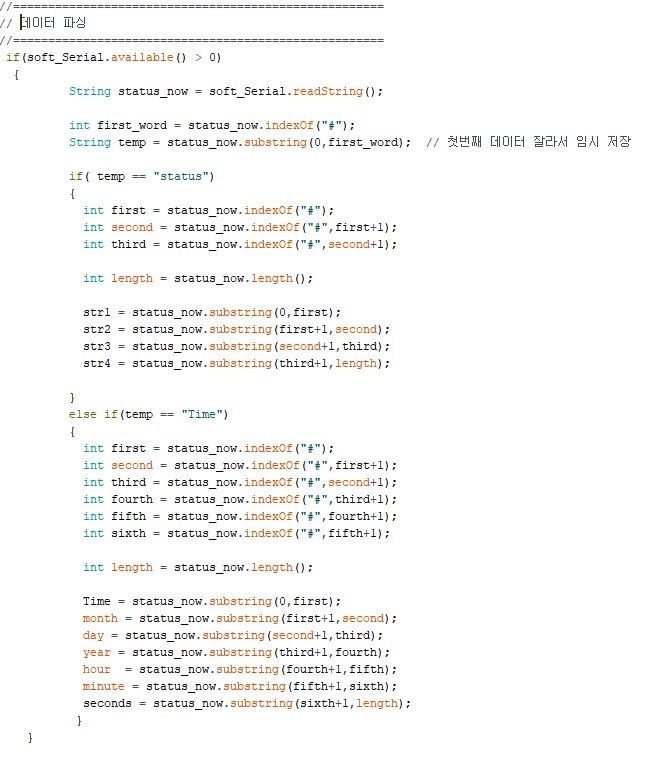 //=====================================================
// 데이터 파싱
//=====================================================
if(soft_Serial.available() > 0)
{
String status_now = soft_Serial.readString();
int first_word = status_now.indexOf("#");
String temp = status_now.substring(0,first_word);  // 첫번째 데이터 잘라서 임시 저장
if( temp == "status")
{
int first = status_now.indexOf("#");
int second = status_now.indexOf("#",first+1);
int third = status_now.indexOf("#",second+1);
int length = status_now.length();
str1 = status_now.substring(0,first);
str2 = status_now.substring(first+1,second);
str3 = status_now.substring(second+1,third);
str4 = status_now.substring(third+1,length);
}
else if(temp == "Time")
{
int first = status_now.indexOf("#");
int second = status_now.indexOf("#",first+1);
int third = status_now.indexOf("#",second+1);
int fourth = status_now.indexOf("#",third+1);
int fifth = status_now.indexOf("#",fourth+1);
int sixth = status_now.indexOf("#",fifth+1);
int length = status_now.length();
Time = status_now.substring(0,first);
month = status_now.substring(first+1,second);
day = status_now.substring(second+1,third);
year = status_now.substring(third+1,fourth);
hour  = status_now.substring(fourth+1,fifth);
minute = status_now.substring(fifth+1,sixth);
seconds = status_now.substring(sixth+1,length);
}
}